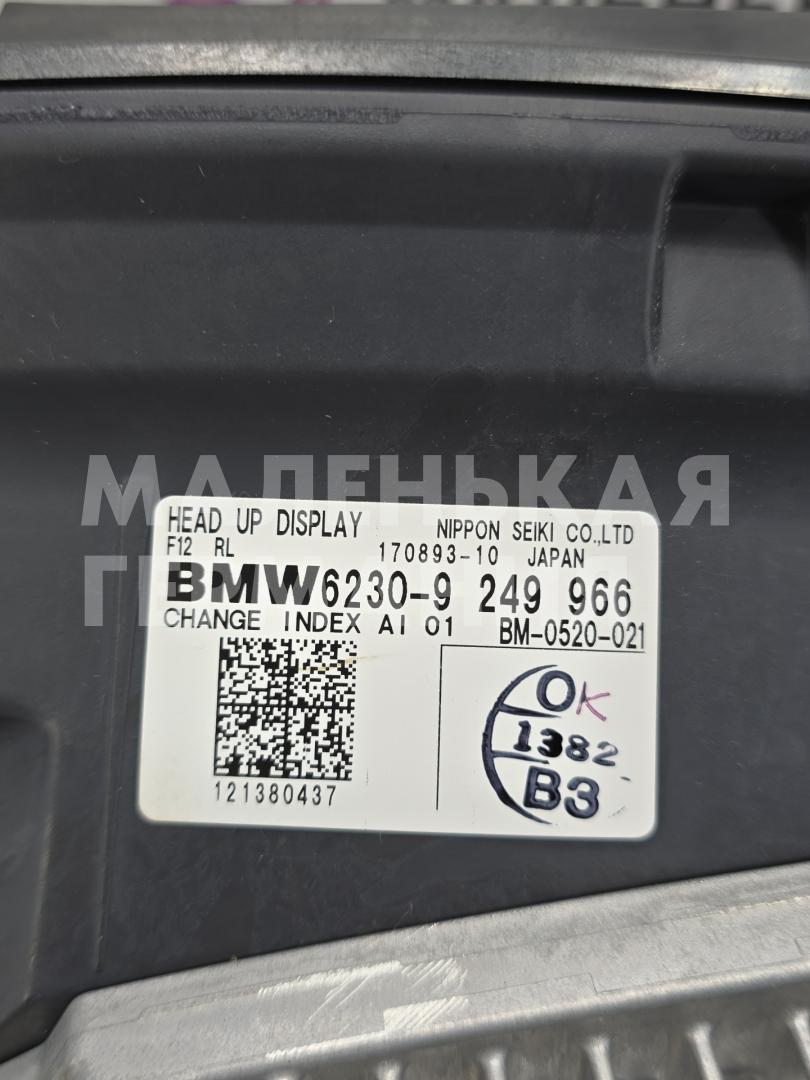 МАЛЕНЬКАЯ
HEAD UP DISPLAY NIPPON SEIKI CO.,LTD
F12 RL 170893-10 JAPAN
BMW 6230-9 249 966
CHANGE INDEX AI 01 BM-0520-021
121380437
OK
1382
B3